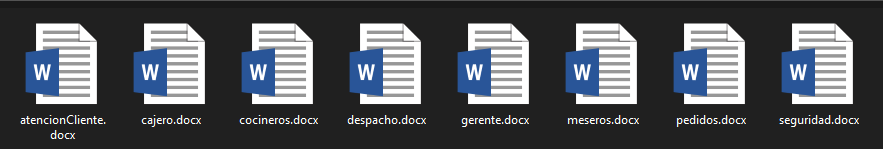 W W W W W W W W
atencionCliente. cajero.docx cocineros.docx despacho.docx gerente.docx meseros.docx pedidos.docx seguridad.docx
docx